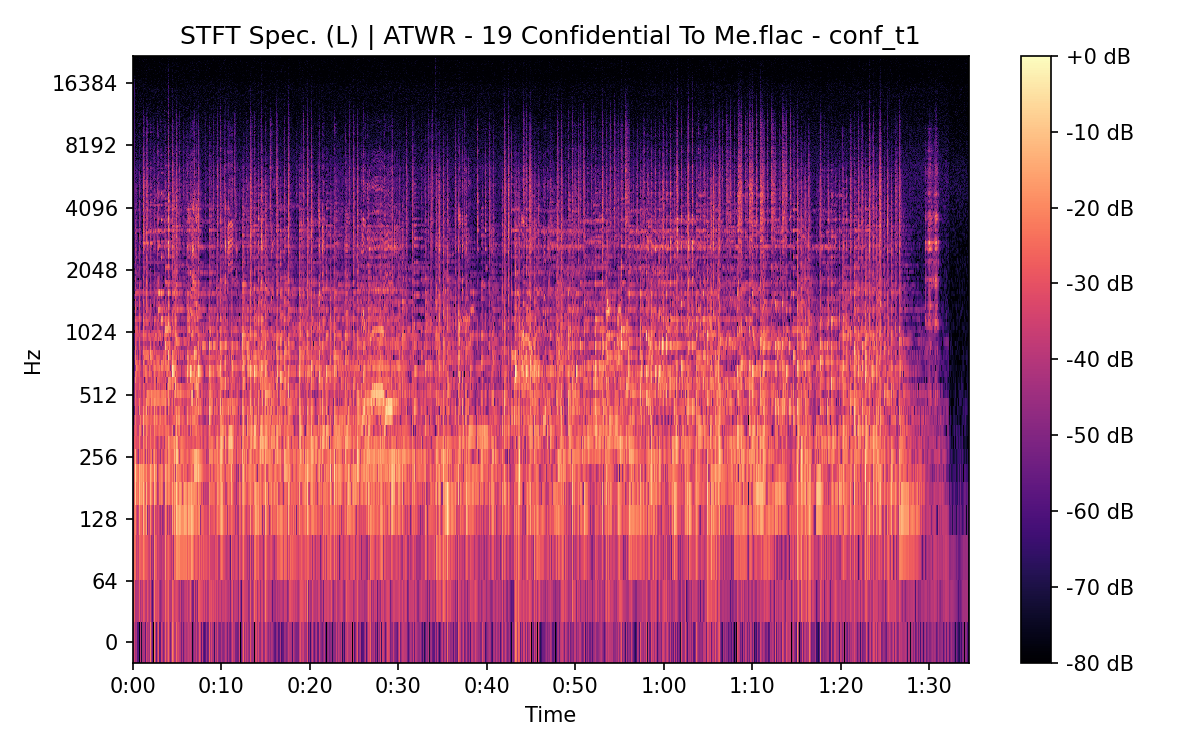 STFT Spec. (L) | ATWR - 19 Confidential To Me.flac - conf_t1
16384
8192
4096
2048
1024
512
256
128
64
0
Hz
0:00 0:10 0:20 0:30 0:40 0:50 1:00 1:10 1:20 1:30
Time
+0 dB
-10 dB
-20 dB
-30 dB
-40 dB
-50 dB
-60 dB
-70 dB
-80 dB